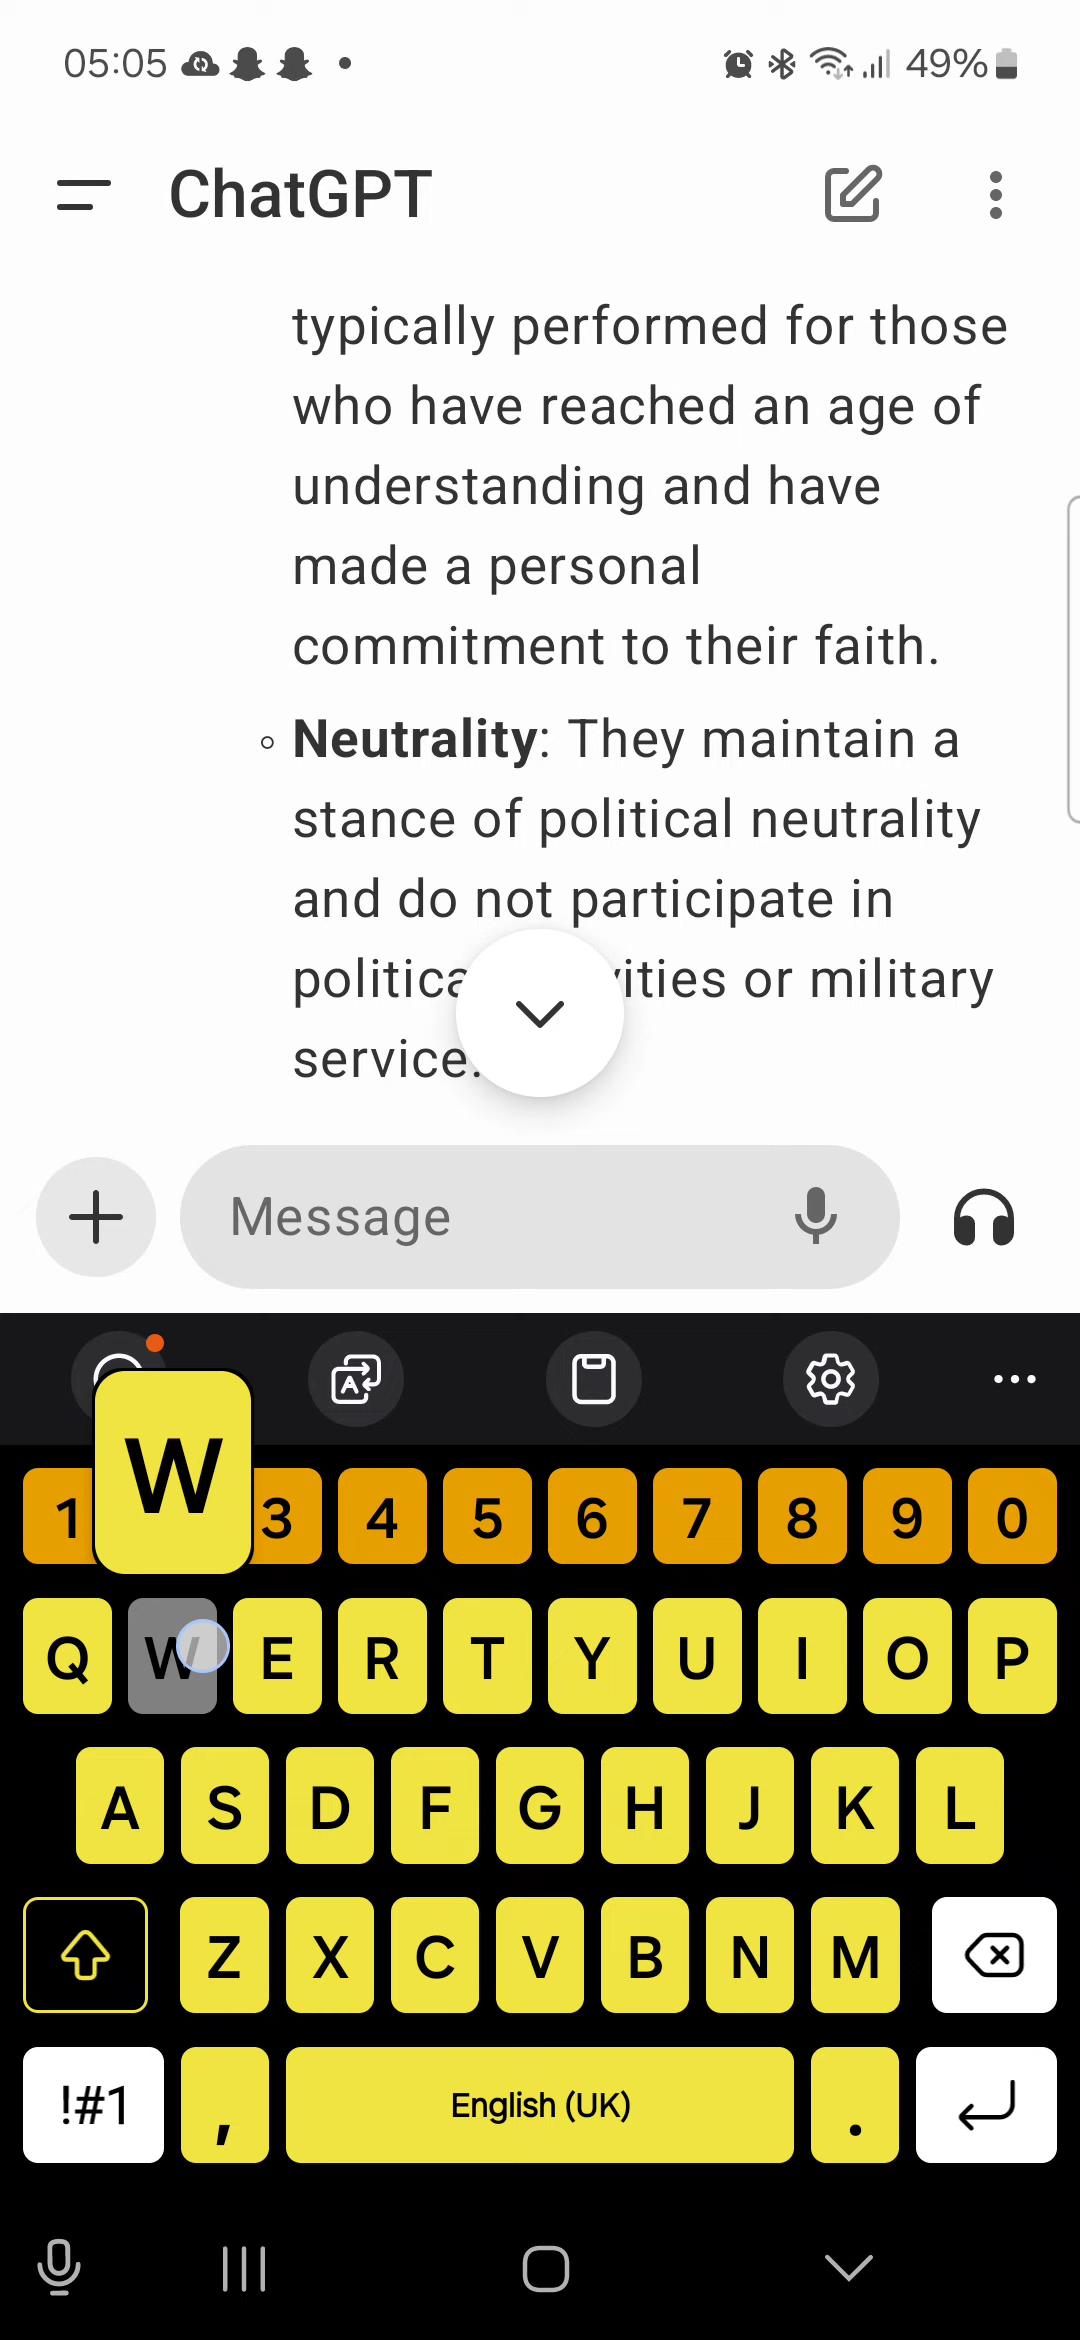 05:05 49%
ChatGPT
typically performed for those
who have reached an age of
understanding and have
made a personal
commitment to their faith.
Neutrality: They maintain a
stance of political neutrality
and do not participate in
or military
service.
Message
W
1 3 4 5 6 7 8 9 0
Q W E R T Y U I O P
A S D F G H J K L
Z X C V B N M
!#1 , English (UK) .